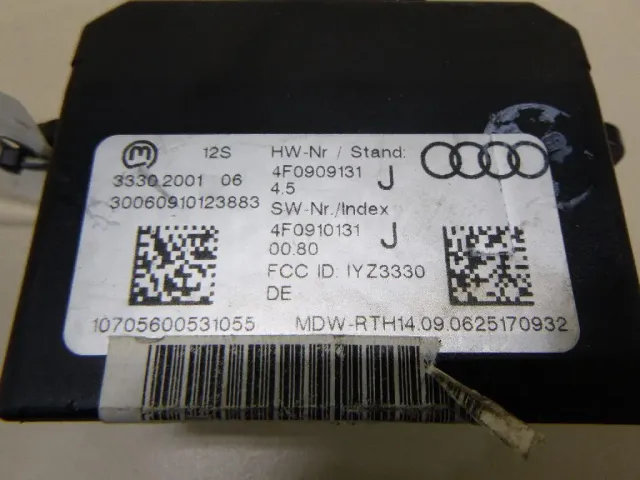 m 12S
3330.2001 06
30060910123883
HW-Nr / Stand:
4F0909131 J
4.5
SW-Nr./Index
4F0910131 J
00.80
FCC ID: IYZ3330
DE
10705600531055 MDW-RTH14.09.0625170932